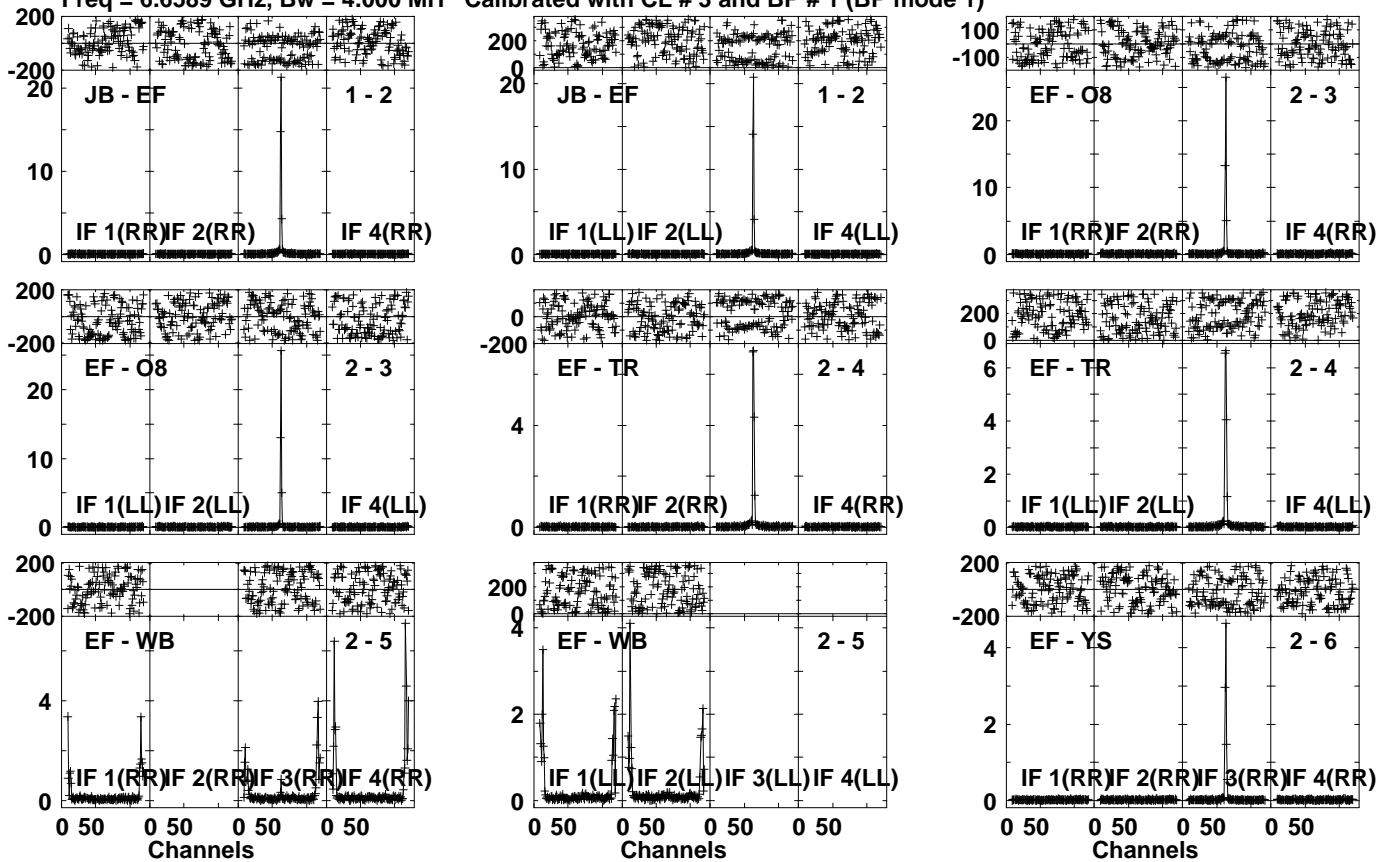 Freq = 6.6589 GHz, Bw = 4.000 MH Calibrated with CL # 3 and BP # 1 (BP mode 1)
200
-200
20
10
0
JB - EF 1 - 2
IF 1(RR) IF 2(RR) IF 4(RR)
200
0
20
10
0
JB - EF 1 - 2
IF 1(LL) IF 2(LL) IF 4(LL)
100
-100
20
10
0
EF - O8 2 - 3
IF 1(RR) IF 2(RR) IF 4(RR)
200
-200
20
10
0
EF - O8 2 - 3
IF 1(LL) IF 2(LL) IF 4(LL)
0
-200
4
0
EF - TR 2 - 4
IF 1(RR) IF 2(RR) IF 4(RR)
200
0
6
4
2
0
EF - TR 2 - 4
IF 1(LL) IF 2(LL) IF 4(LL)
200
-200
4
0
EF - WB 2 - 5
IF 1(RR) IF 2(RR) IF 3(RR) IF 4(RR)
0 50 0 50 0 50 0 50
Channels
200
0
4
2
0
EF - WB 2 - 5
IF 1(LL) IF 2(LL) IF 3(LL) IF 4(LL)
0 50 0 50 0 50 0 50
Channels
200
-200
4
2
0
EF - YS 2 - 6
IF 1(RR) IF 2(RR) IF 3(RR) IF 4(RR)
0 50 0 50 0 50 0 50
Channels